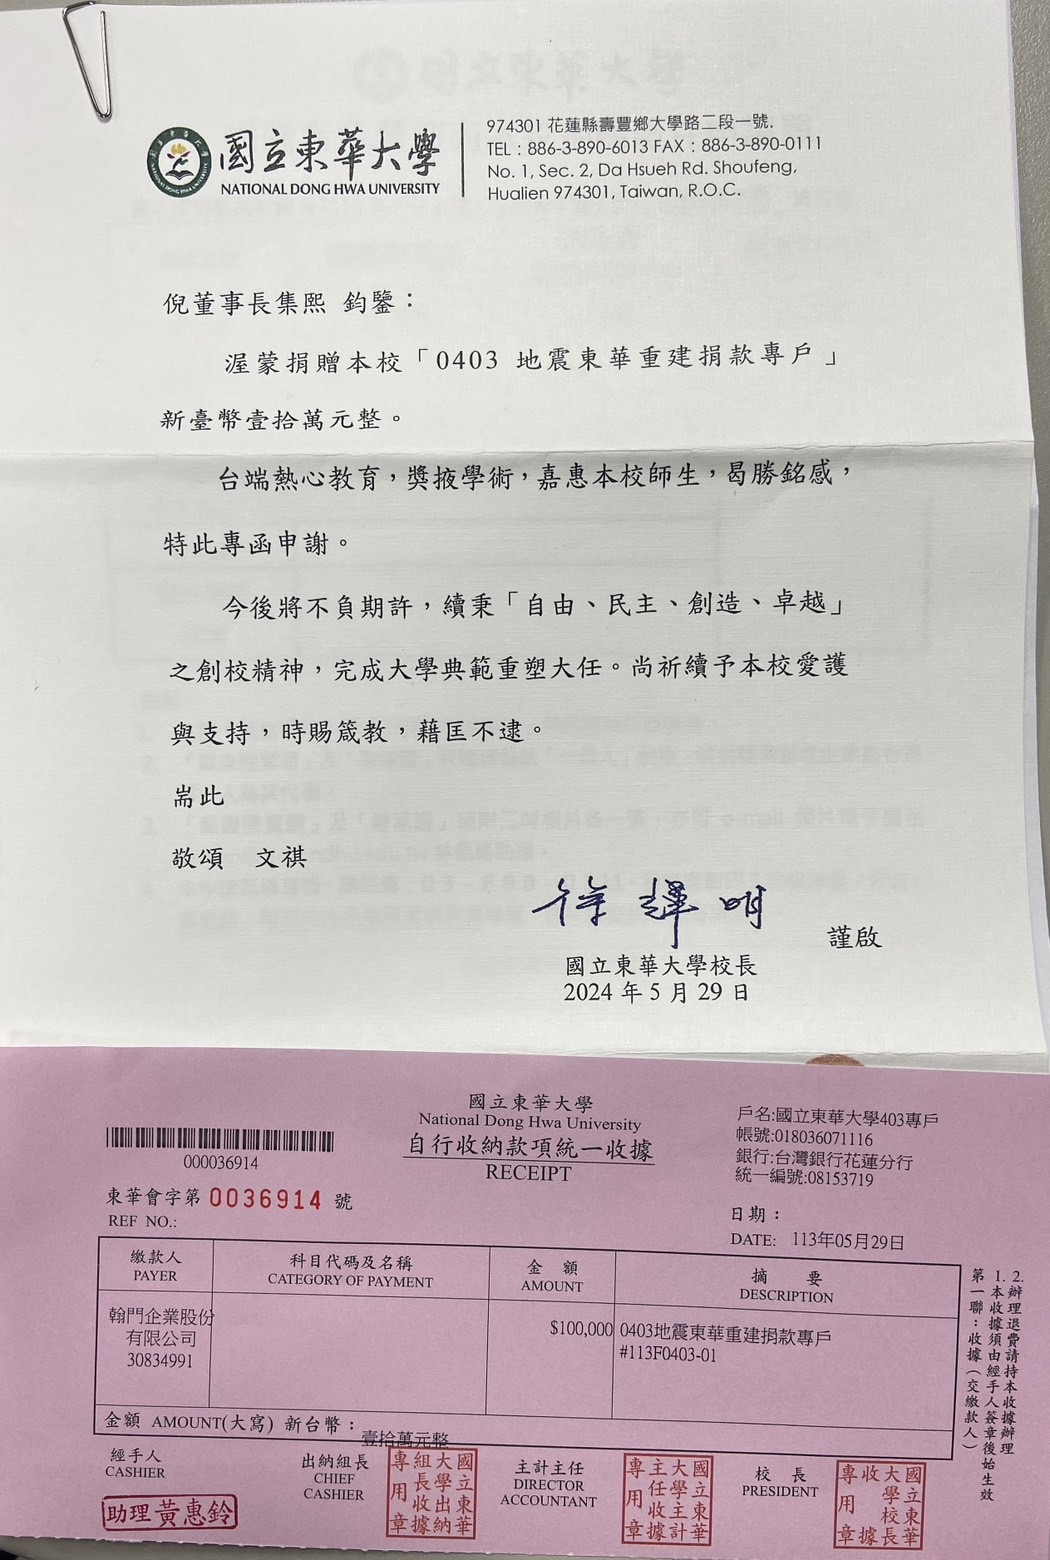 國立東華大學
NATIONAL DONG HWA UNIVERSITY
974301 花蓮縣壽豐鄉大學路二段一號.
TEL : 886-3-890-6013 FAX : 886-3-890-0111
No. 1, Sec. 2, Da Hsueh Rd. Shoufeng,
Hualien 974301, Taiwan, R.O.C.
倪董事長集熙 鈞鑒：
渥蒙捐贈本校「0403 地震東華重建捐款專戶」
新臺幣壹拾萬元整。
台端熱心教育，獎掖學術，嘉惠本校師生，曷勝銘感，
特此專函申謝。
今後將不負期許，續秉「自由、民主、創造、卓越」
之創校精神，完成大學典範重塑大任。尚祈續予本校愛護
與支持，時賜箴教，藉匡不逮。
耑此
敬頌 文祺
徐輝明
謹啟
國立東華大學校長
2024 年 5 月 29 日
國立東華大學
National Dong Hwa University
自行收納款項統一收據
RECEIPT
000036914
東華會字第 0036914 號
REF NO.:
戶名:國立東華大學403專戶
帳號:018036071116
銀行:台灣銀行花蓮分行
統一編號:08153719
日期：
DATE: 113年05月29日
繳款人
PAYER
科目代碼及名稱
CATEGORY OF PAYMENT
金額
AMOUNT
摘要
DESCRIPTION
翰門企業股份
有限公司
30834991
$100,000
0403地震東華重建捐款專戶
#113F0403-01
金額 AMOUNT(大寫) 新台幣：
壹拾萬元整
第一聯：收據（交繳款人）
1.本收據須由經手人簽章後始生效
2.辦理退費請持本收據辦理
經手人
CASHIER
助理黃惠鈴
出納組長
CHIEF
CASHIER
國立東華
大學出納
組長收據
專用章
主計主任
DIRECTOR
ACCOUNTANT
國立東華
大學主計
主任收據
專用章
校長
PRESIDENT
國立東華
大學校長
收據
專用章